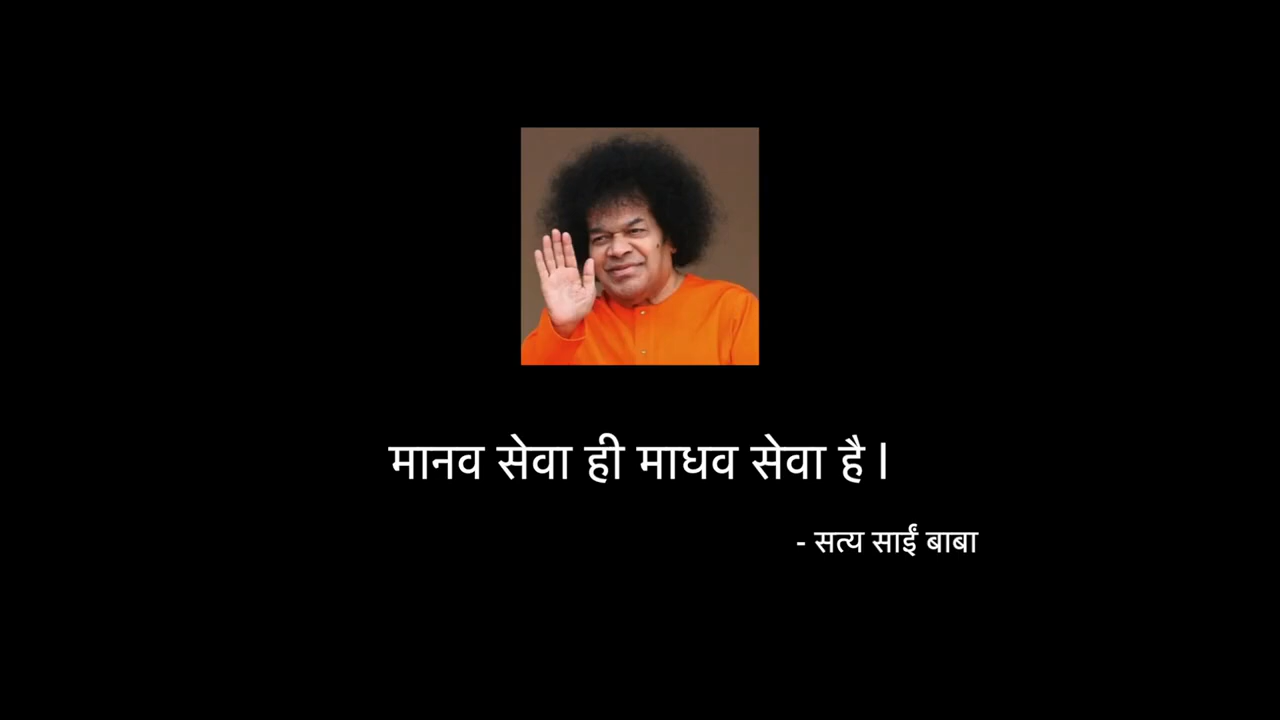 मानव सेवा ही माधव सेवा है l
- सत्य साईं बाबा